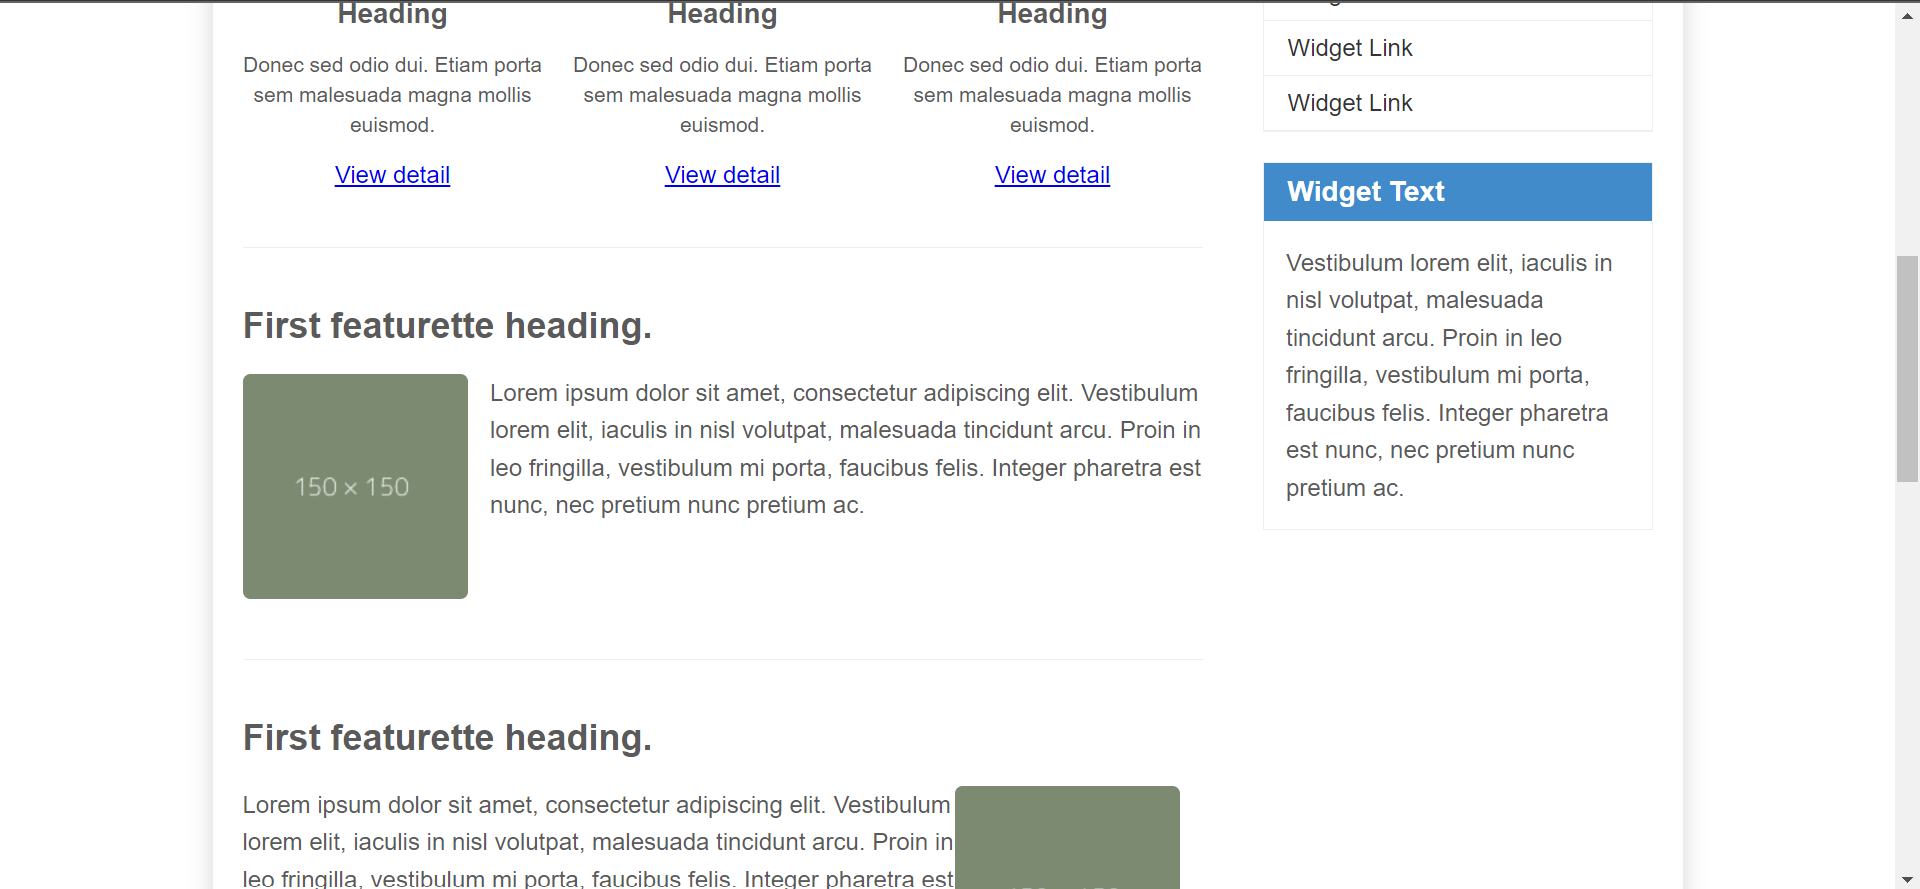 Heading
Donec sed odio dui. Etiam porta
sem malesuada magna mollis
euismod.
View detail
Heading
Donec sed odio dui. Etiam porta
sem malesuada magna mollis
euismod.
View detail
Heading
Donec sed odio dui. Etiam porta
sem malesuada magna mollis
euismod.
View detail
First featurette heading.
150 × 150
Lorem ipsum dolor sit amet, consectetur adipiscing elit. Vestibulum
lorem elit, iaculis in nisl volutpat, malesuada tincidunt arcu. Proin in
leo fringilla, vestibulum mi porta, faucibus felis. Integer pharetra est
nunc, nec pretium nunc pretium ac.
First featurette heading.
Lorem ipsum dolor sit amet, consectetur adipiscing elit. Vestibulum
lorem elit, iaculis in nisl volutpat, malesuada tincidunt arcu. Proin in
leo fringilla, vestibulum mi porta, faucibus felis. Integer pharetra est
Widget Link
Widget Link
Widget Text
Vestibulum lorem elit, iaculis in
nisl volutpat, malesuada
tincidunt arcu. Proin in leo
fringilla, vestibulum mi porta,
faucibus felis. Integer pharetra
est nunc, nec pretium nunc
pretium ac.